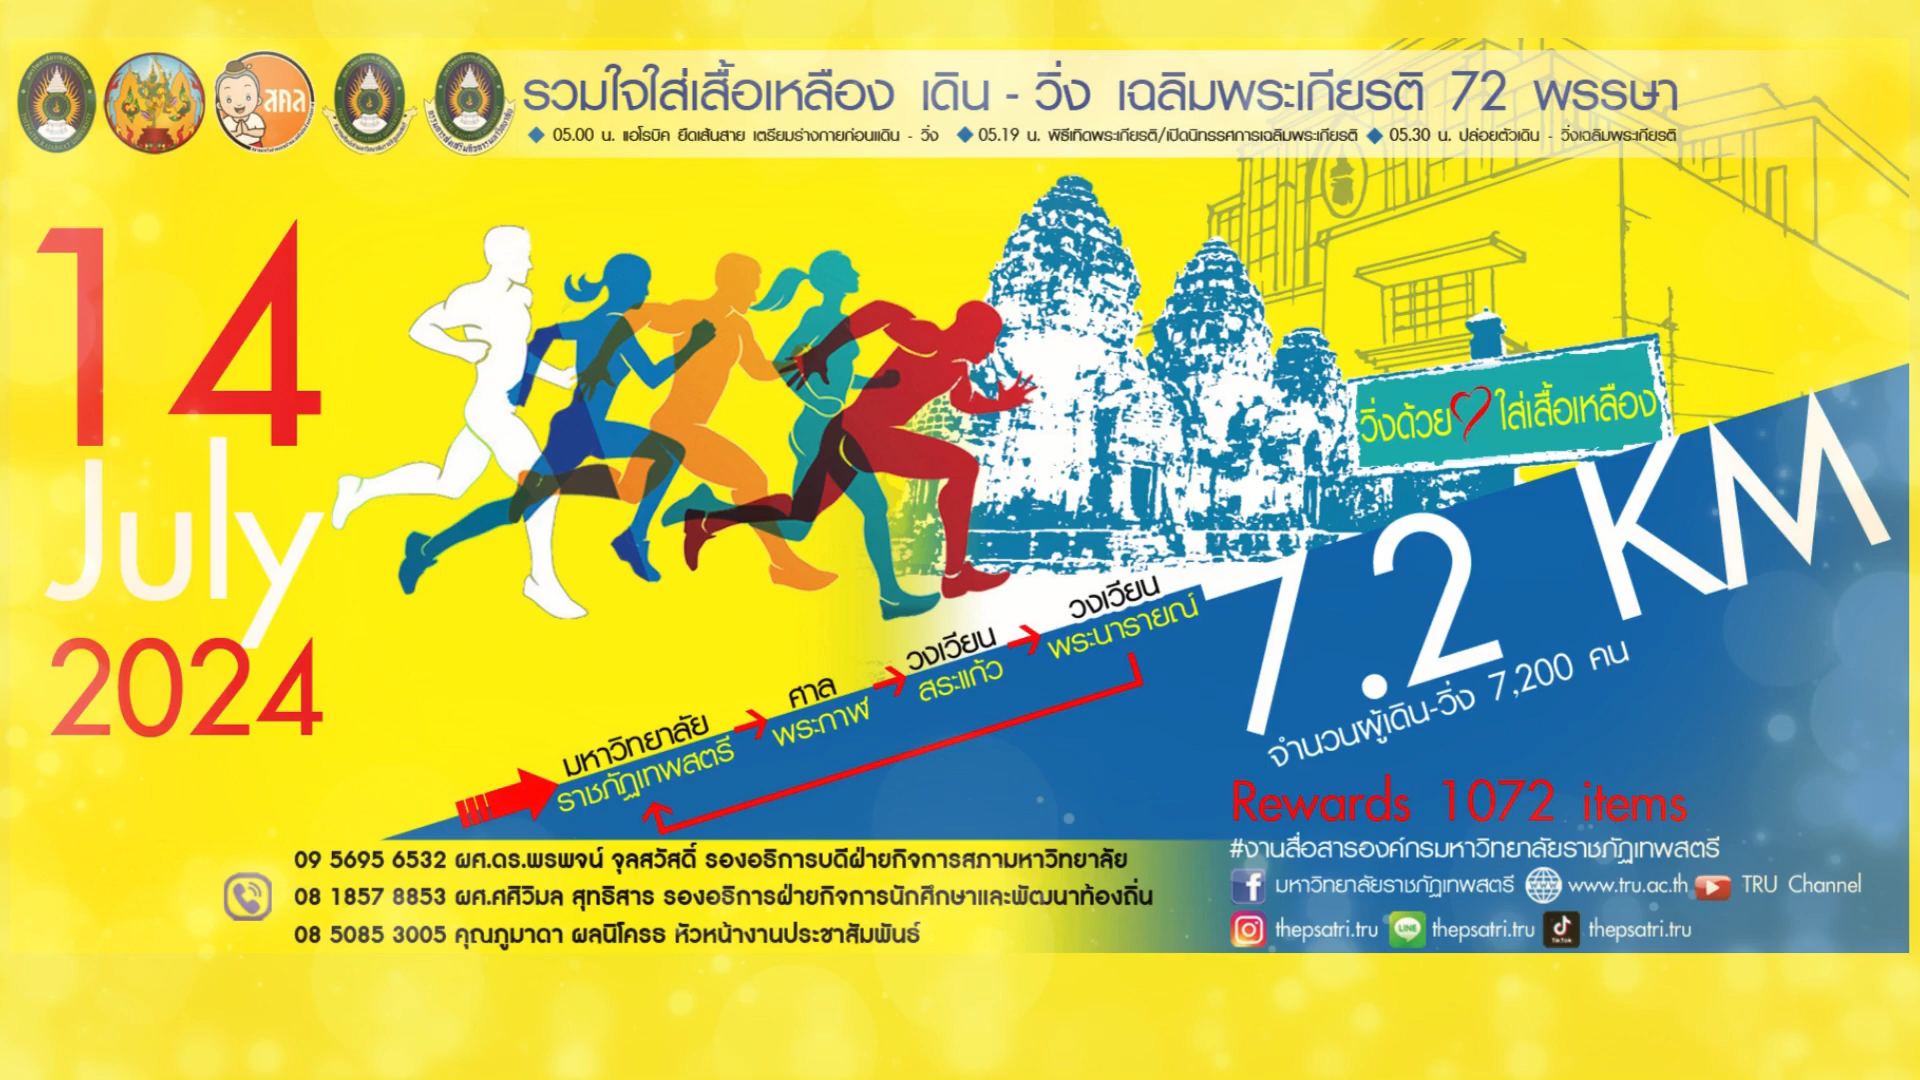 รวมใจใส่เสื้อเหลือง เดิน - วิ่ง เฉลิมพระเกียรติ 72 พรรษา
05.00 น. แอโรบิค ยืดเส้นสาย เตรียมร่างกายก่อนเดิน - วิ่ง
05.19 น. พิธีเทิดพระเกียรติ/เปิดนิทรรศการเฉลิมพระเกียรติ
05.30 น. ปล่อยตัวเดิน - วิ่งเฉลิมพระเกียรติ
สกล
14
July
2024
วิ่งด้วย ใส่เสื้อเหลือง
7.2 KM
จำนวนผู้เดิน-วิ่ง 7,200 คน
มหาวิทยาลัย
ราชภัฏเทพสตรี
ศาล
พระกาฬ
วงเวียน
สระแก้ว
วงเวียน
พระนารายณ์
Rewards 1072 items
#งานสื่อสารองค์กรมหาวิทยาลัยราชภัฏเทพสตรี
มหาวิทยาลัยราชภัฏเทพสตรี www.tru.ac.th TRU Channel
thepsatri.tru LINE thepsatri.tru TikTok thepsatri.tru
09 5695 6532 ผศ.ดร.พรพจน์ จุลสวัสดิ์ รองอธิการบดีฝ่ายกิจการสภามหาวิทยาลัย
08 1857 8853 ผศ.ศศิวิมล สุทธิสาร รองอธิการฝ่ายกิจการนักศึกษาและพัฒนาท้องถิ่น
08 5085 3005 คุณภูมาดา ผลนิโครธ หัวหน้างานประชาสัมพันธ์